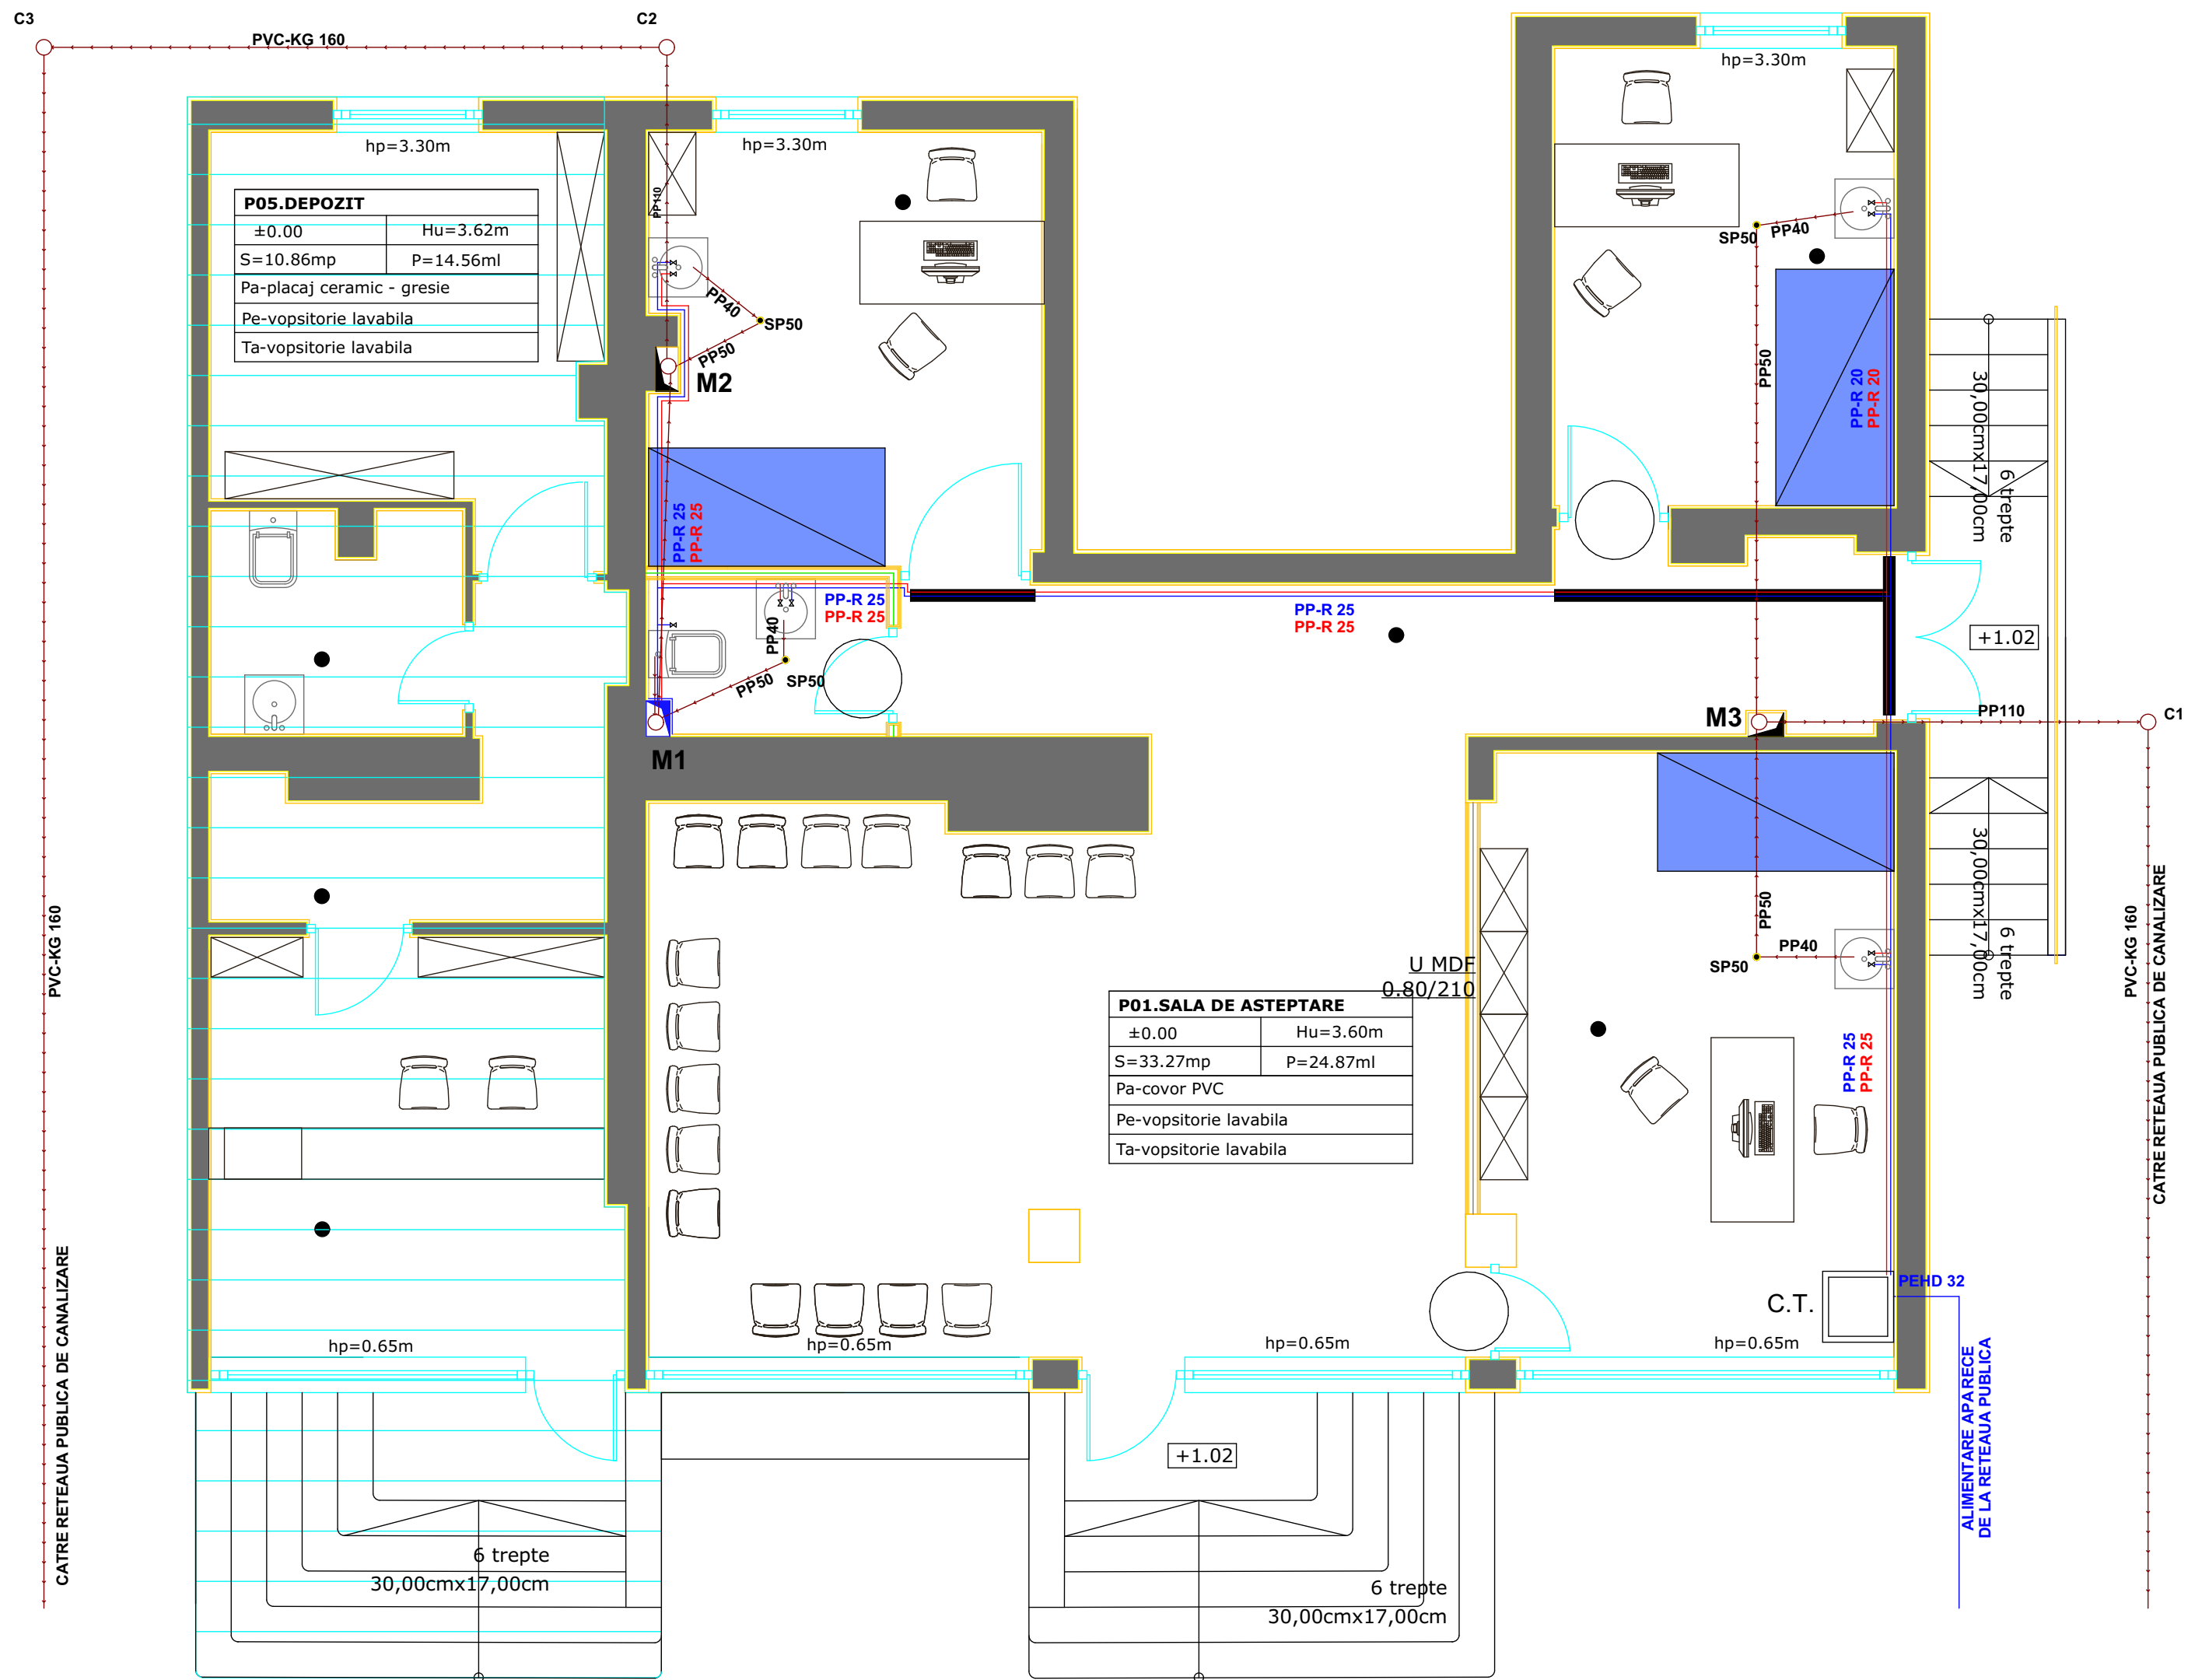 C3
C2
PVC-KG 160
hp=3.30m
hp=3.30m
hp=3.30m
P05.DEPOZIT
±0.00
Hu=3.62m
S=10.86mp
P=14.56ml
Pa-placaj ceramic - gresie
Pe-vopsitorie lavabila
Ta-vopsitorie lavabila
PP110
PP40
SP50
PP50
M2
PP-R 25
PP-R 25
SP50
PP40
PP50
PP-R 20
PP-R 20
30,00cmx17,00cm
6 trepte
PP-R 25
PP-R 25
PP40
PP50
SP50
M1
PP-R 25
PP-R 25
+1.02
M3
PP110
C1
30,00cmx17,00cm
6 trepte
PP50
PP40
SP50
PVC-KG 160
CATRE RETEAUA PUBLICA DE CANALIZARE
PVC-KG 160
CATRE RETEAUA PUBLICA DE CANALIZARE
U MDF
0.80/210
P01.SALA DE ASTEPTARE
±0.00
Hu=3.60m
S=33.27mp
P=24.87ml
Pa-covor PVC
Pe-vopsitorie lavabila
Ta-vopsitorie lavabila
PP-R 25
PP-R 25
C.T.
PEHD 32
ALIMENTARE APARECE
DE LA RETEAUA PUBLICA
hp=0.65m
hp=0.65m
hp=0.65m
hp=0.65m
+1.02
6 trepte
30,00cmx17,00cm
6 trepte
30,00cmx17,00cm